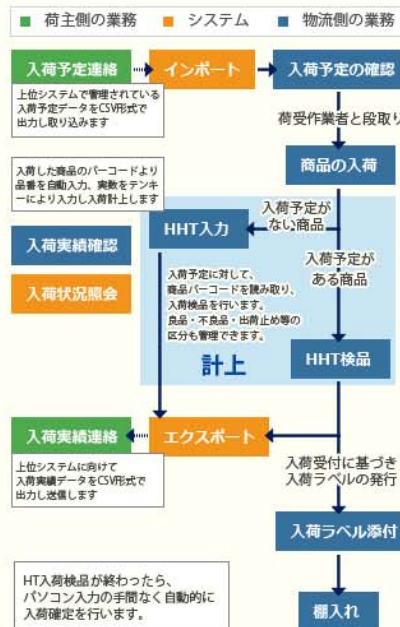 荷主側の業務 システム 物流側の業務
入荷予定連絡 インポート 入荷予定の確認
上位システムで管理されている
入荷予定データをCSV形式で
出力し取り込みます
荷受作業者と段取り
商品の入荷
入荷した商品のバーコードより
品番を自動入力、実数をテンキ
ーにより入力し入荷計上します
入荷予定が
ない商品
HHT入力
入荷実績確認
入荷予定が
ある商品
入荷状況照会
入荷予定に対して、
商品バーコードを読み取り、
入荷検品を行います。
良品・不良品・出荷止め等の
区分も管理できます。
計上
HHT検品
入荷実績連絡 エクスポート
上位システムに向けて
入荷実績データをCSV形式で
出力し送信します
入荷受付に基づき
入荷ラベルの発行
入荷ラベル添付
HT入荷検品が終わったら、
パソコン入力の手間なく自動的に
入荷確定を行います。
棚入れ